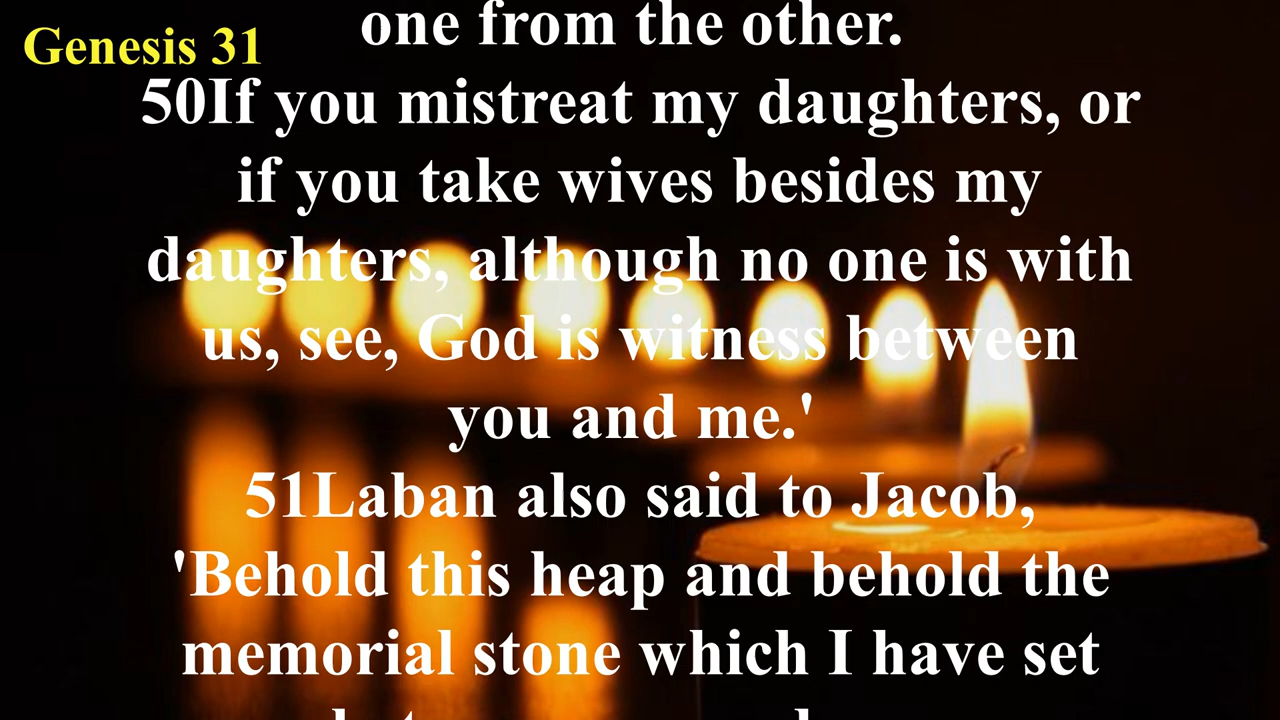 Genesis 31
one from the other.
50If you mistreat my daughters, or
if you take wives besides my
daughters, although no one is with
us, see, God is witness between
you and me.'
51Laban also said to Jacob,
'Behold this heap and behold the
memorial stone which I have set